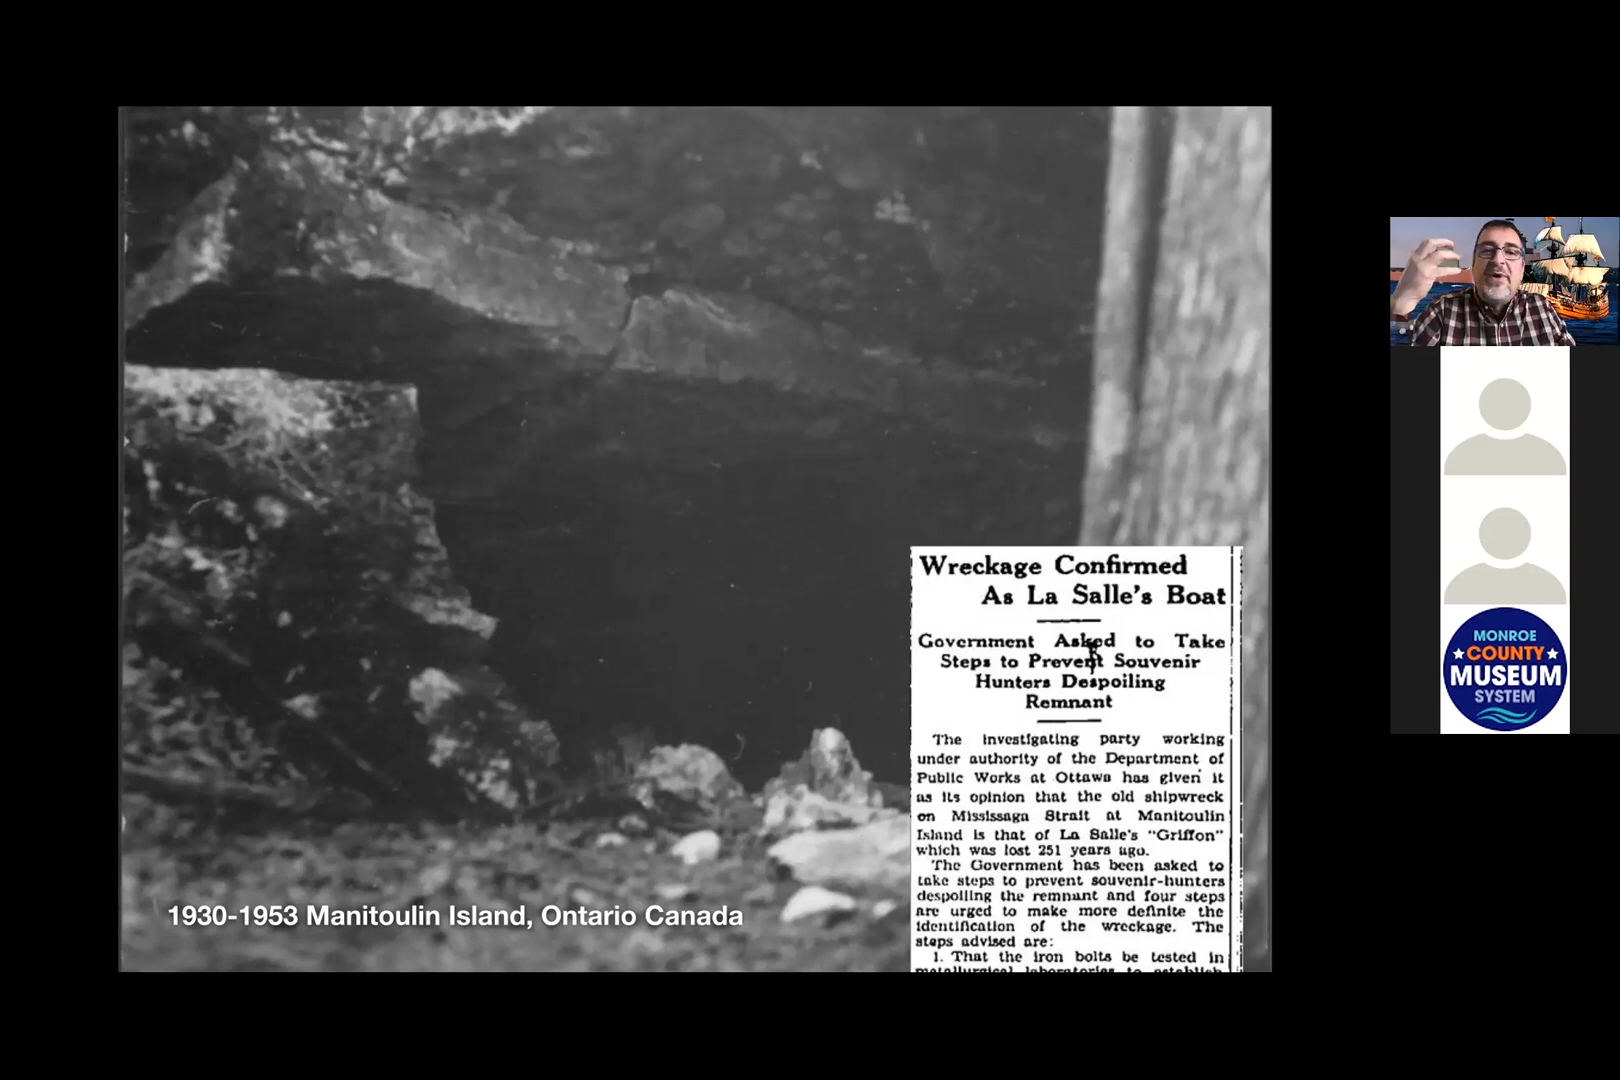 Wreckage Confirmed
As La Salle's Boat
Government Asked to Take
Steps to Prevent Souvenir
Hunters Despoiling
Remnant
The investigating party working
under authority of the Department of
Public Works at Ottawa has given it
as its opinion that the old shipwreck
on Mississaga Strait at Manitoulin
Island is that of La Salle's "Griffon"
which was lost 251 years ago.
The Government has been asked to
take steps to prevent souvenir-hunters
despoiling the remnant and four steps
are urged to make more definite the
identification of the wreckage. The
steps advised are:
1. That the iron bolts be tested in
metallurgical laboratories to establish
1930-1953 Manitoulin Island, Ontario Canada
MONROE
COUNTY
MUSEUM
SYSTEM